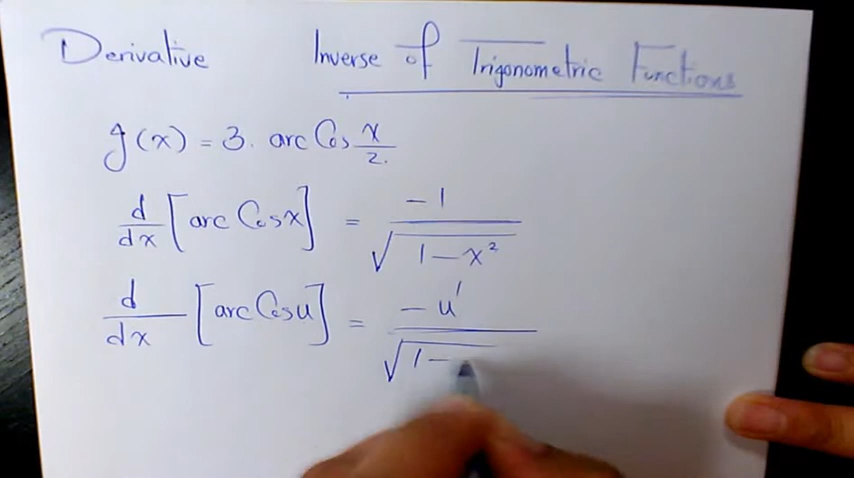 Derivative Inverse of Trigonometric Functions
g(x) = 3. arc Cos x/2.
d/dx [arc Cos x] = -1/√(1-x²)
d/dx [arc Cos u] = -u'/√(1-